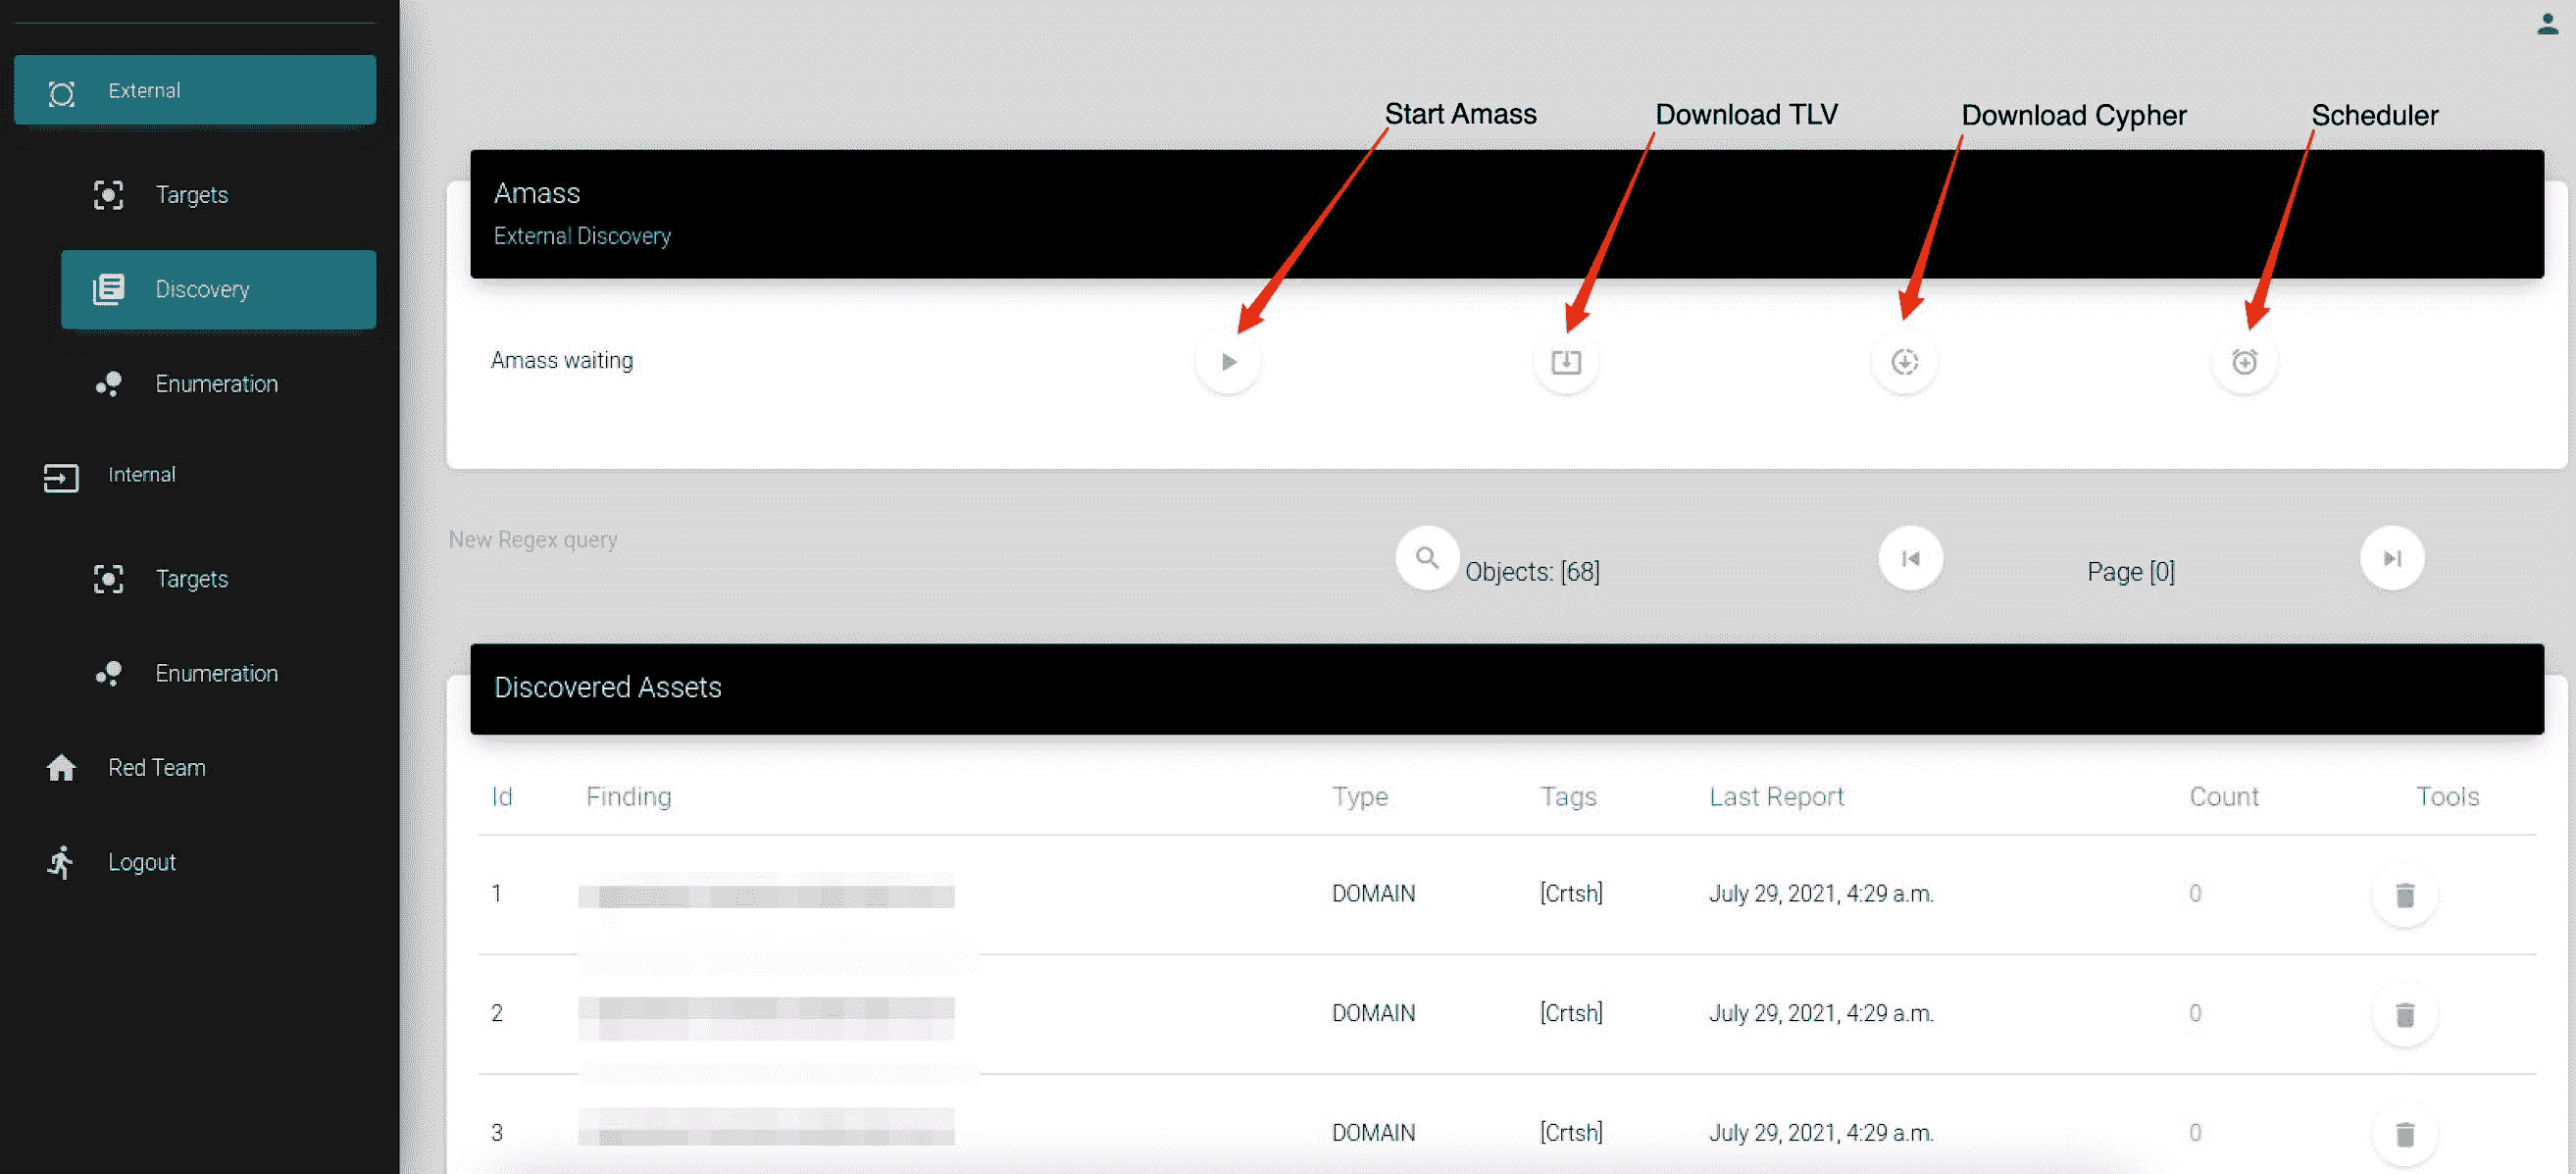 External
Targets
Discovery
Enumeration
Internal
Targets
Enumeration
Red Team
Logout
Start Amass
Download TLV
Download Cypher
Scheduler
Amass
External Discovery
Amass waiting
New Regex query
Objects: [68]
Page [0]
Discovered Assets
Id Finding Type Tags Last Report Count Tools
1 DOMAIN [Crtsh] July 29, 2021, 4:29 a.m. 0
2 DOMAIN [Crtsh] July 29, 2021, 4:29 a.m. 0
3 DOMAIN [Crtsh] July 29, 2021, 4:29 a.m. 0